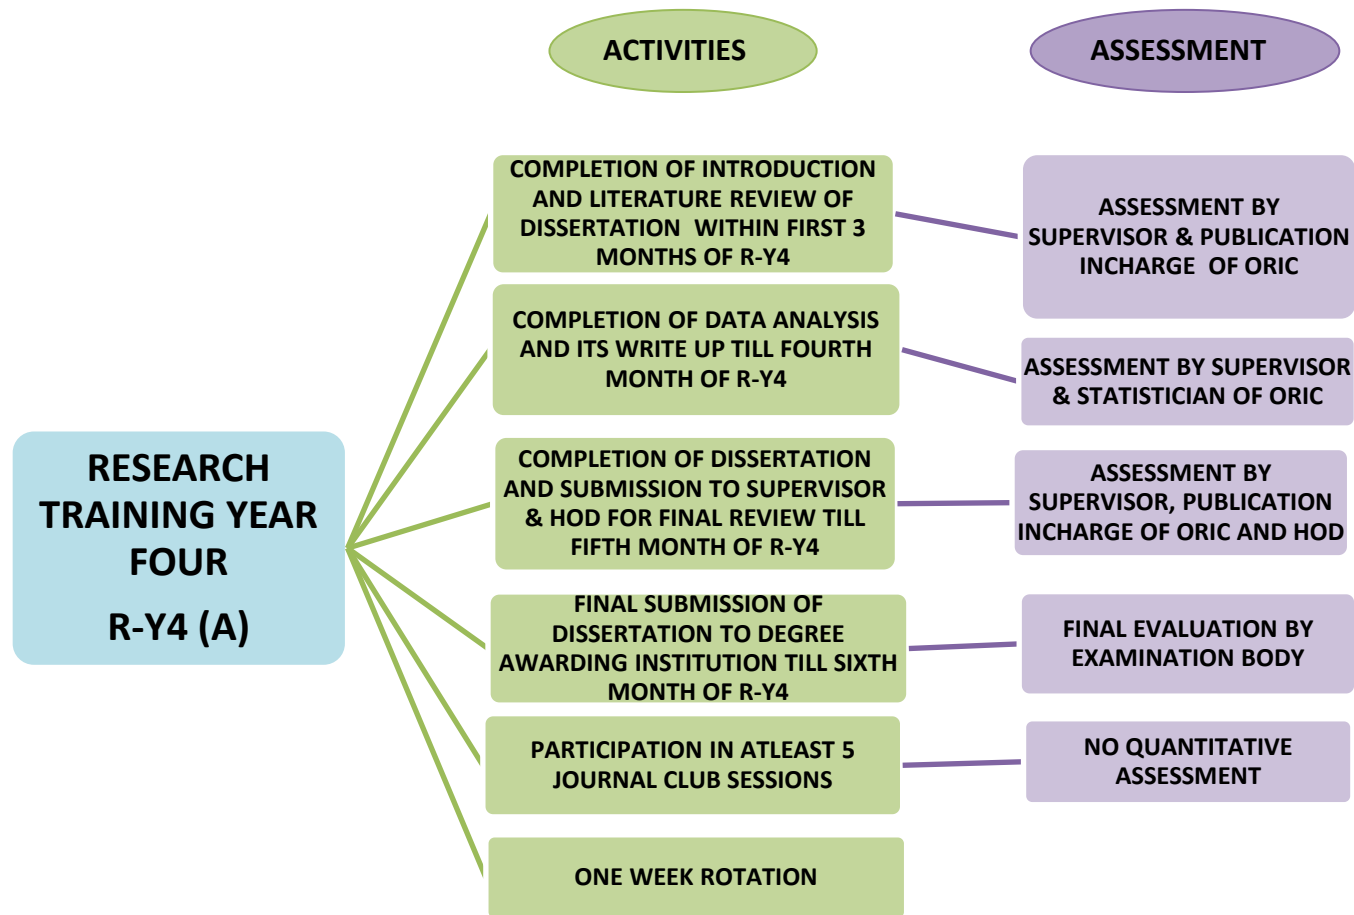 ACTIVITIES
ASSESSMENT
COMPLETION OF INTRODUCTION
AND LITERATURE REVIEW OF
DISSERTATION WITHIN FIRST 3
MONTHS OF R-Y4
ASSESSMENT BY
SUPERVISOR & PUBLICATION
INCHARGE OF ORIC
COMPLETION OF DATA ANALYSIS
AND ITS WRITE UP TILL FOURTH
MONTH OF R-Y4
ASSESSMENT BY SUPERVISOR
& STATISTICIAN OF ORIC
RESEARCH
TRAINING YEAR
FOUR
R-Y4 (A)
COMPLETION OF DISSERTATION
AND SUBMISSION TO SUPERVISOR
& HOD FOR FINAL REVIEW TILL
FIFTH MONTH OF R-Y4
ASSESSMENT BY
SUPERVISOR, PUBLICATION
INCHARGE OF ORIC AND HOD
FINAL SUBMISSION OF
DISSERTATION TO DEGREE
AWARDING INSTITUTION TILL SIXTH
MONTH OF R-Y4
FINAL EVALUATION BY
EXAMINATION BODY
PARTICIPATION IN ATLEAST 5
JOURNAL CLUB SESSIONS
NO QUANTITATIVE
ASSESSMENT
ONE WEEK ROTATION